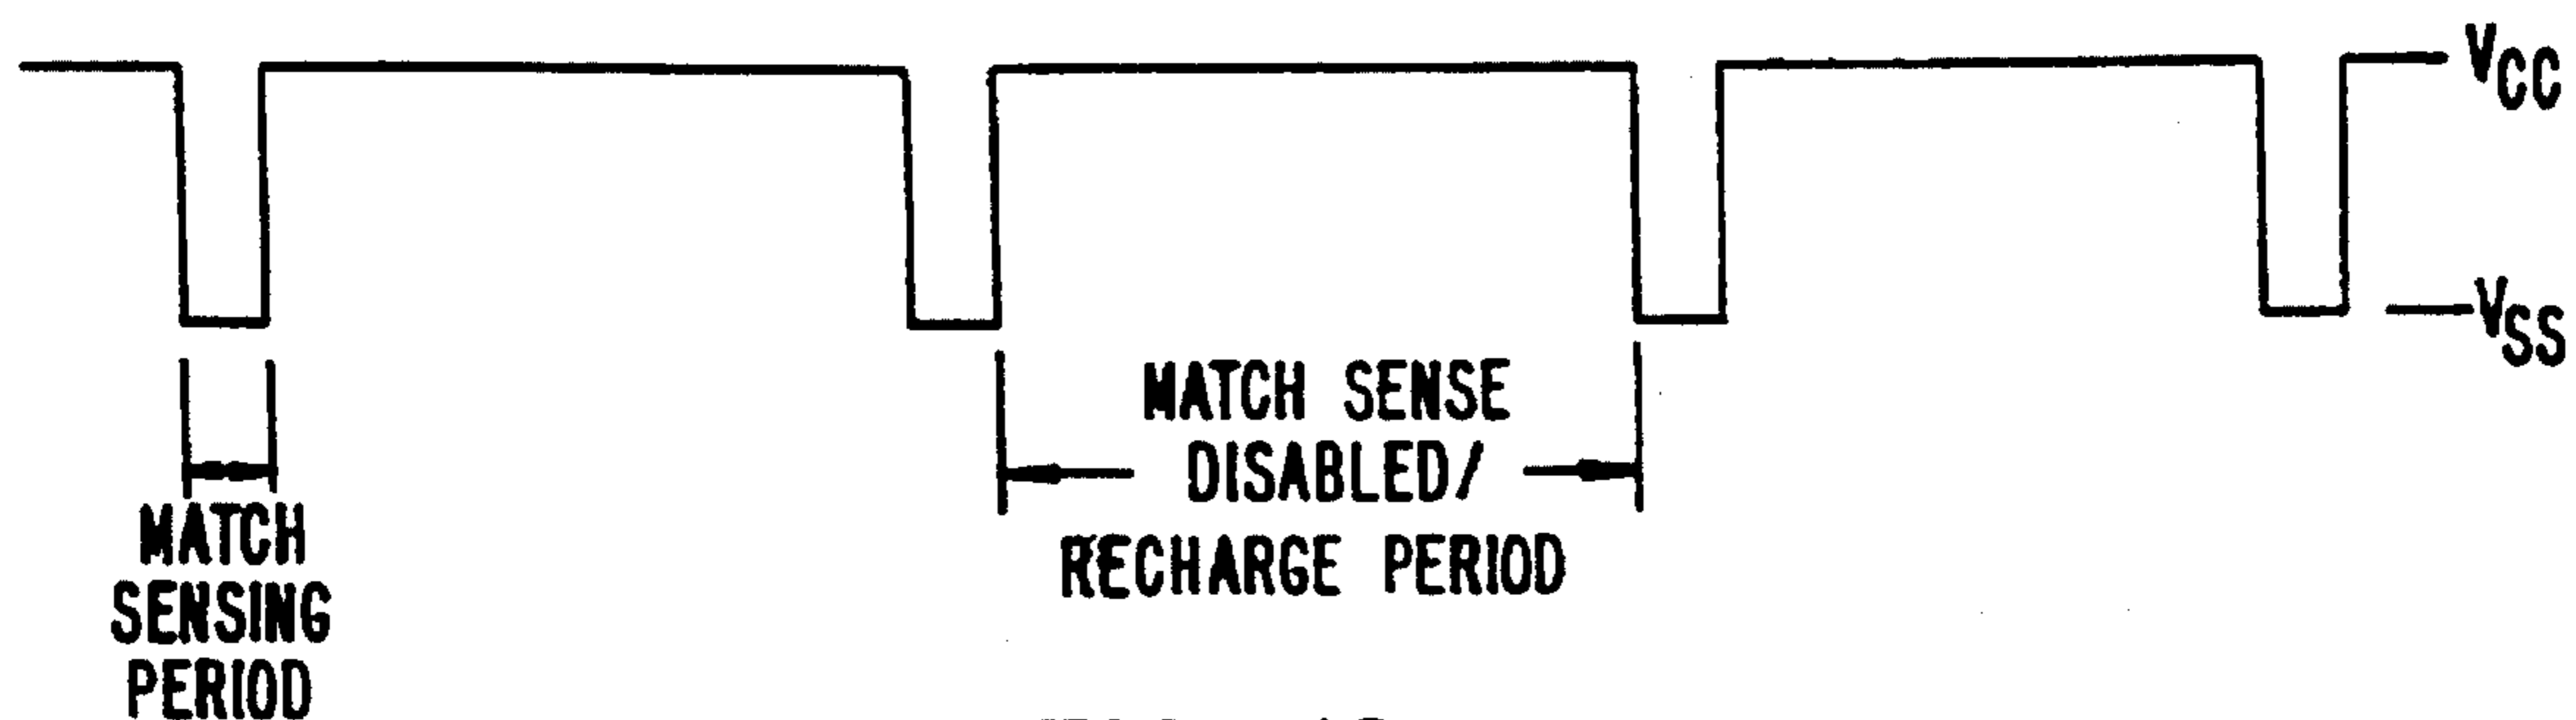 VCC
VSS
MATCH SENSE
DISABLED/
RECHARGE PERIOD
MATCH
SENSING
PERIOD